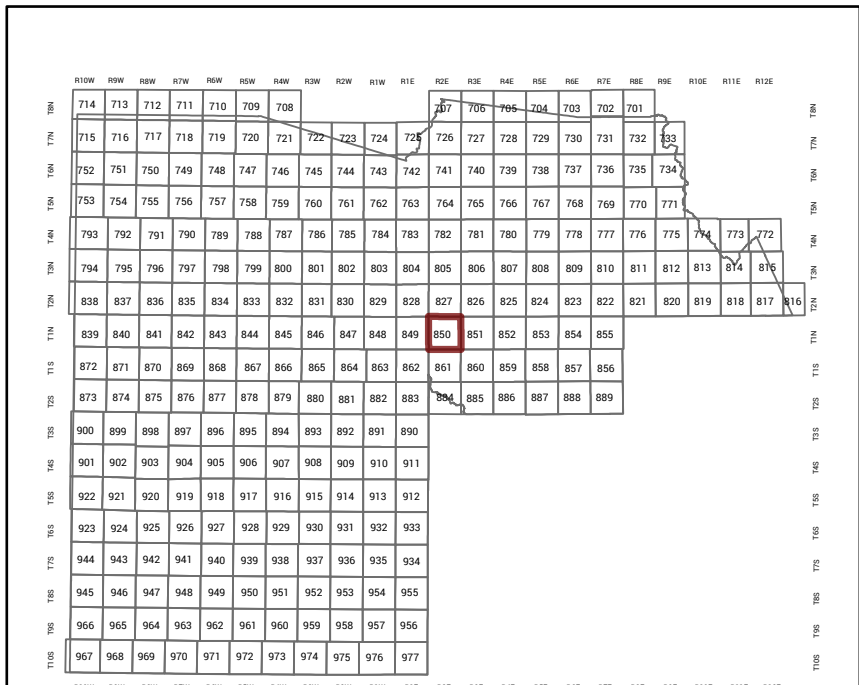 R10W R9W R8W R7W R6W R5W R4W R3W R2W R1W R1E R2E R3E R4E R5E R6E R7E R8E R9E R10E R11E R12E
T8N 714 713 712 711 710 709 708 707 706 705 704 703 702 701 T8N
T7N 715 716 717 718 719 720 721 722 723 724 725 726 727 728 729 730 731 732 733 T7N
T6N 752 751 750 749 748 747 746 745 744 743 742 741 740 739 738 737 736 735 734 T6N
T5N 753 754 755 756 757 758 759 760 761 762 763 764 765 766 767 768 769 770 771 T5N
T4N 793 792 791 790 789 788 787 786 785 784 783 782 781 780 779 778 777 776 775 774 773 772 T4N
T3N 794 795 796 797 798 799 800 801 802 803 804 805 806 807 808 809 810 811 812 813 814 815 T3N
T2N 838 837 836 835 834 833 832 831 830 829 828 827 826 825 824 823 822 821 820 819 818 817 816 T2N
T1N 839 840 841 842 843 844 845 846 847 848 849 850 851 852 853 854 855 T1N
T1S 872 871 870 869 868 867 866 865 864 863 862 861 860 859 858 857 856 T1S
T2S 873 874 875 876 877 878 879 880 881 882 883 884 885 886 887 888 889 T2S
T3S 900 899 898 897 896 895 894 893 892 891 890 T3S
T4S 901 902 903 904 905 906 907 908 909 910 911 T4S
T5S 922 921 920 919 918 917 916 915 914 913 912 T5S
T6S 923 924 925 926 927 928 929 930 931 932 933 T6S
T7S 944 943 942 941 940 939 938 937 936 935 934 T7S
T8S 945 946 947 948 949 950 951 952 953 954 955 T8S
T9S 966 965 964 963 962 961 960 959 958 957 956 T9S
T10S 967 968 969 970 971 972 973 974 975 976 977 T10S